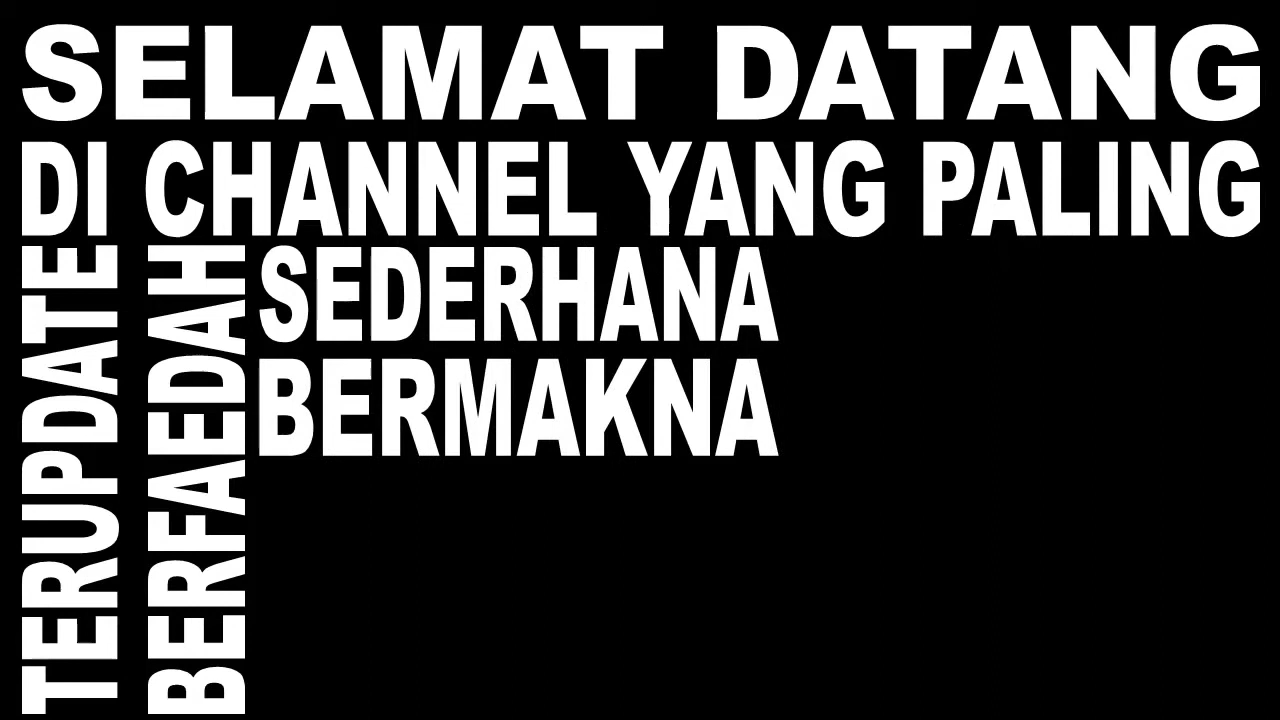 SELAMAT DATANG
DI CHANNEL YANG PALING
TERUPDATE
BERFAEDAH
SEDERHANA
BERMAKNA